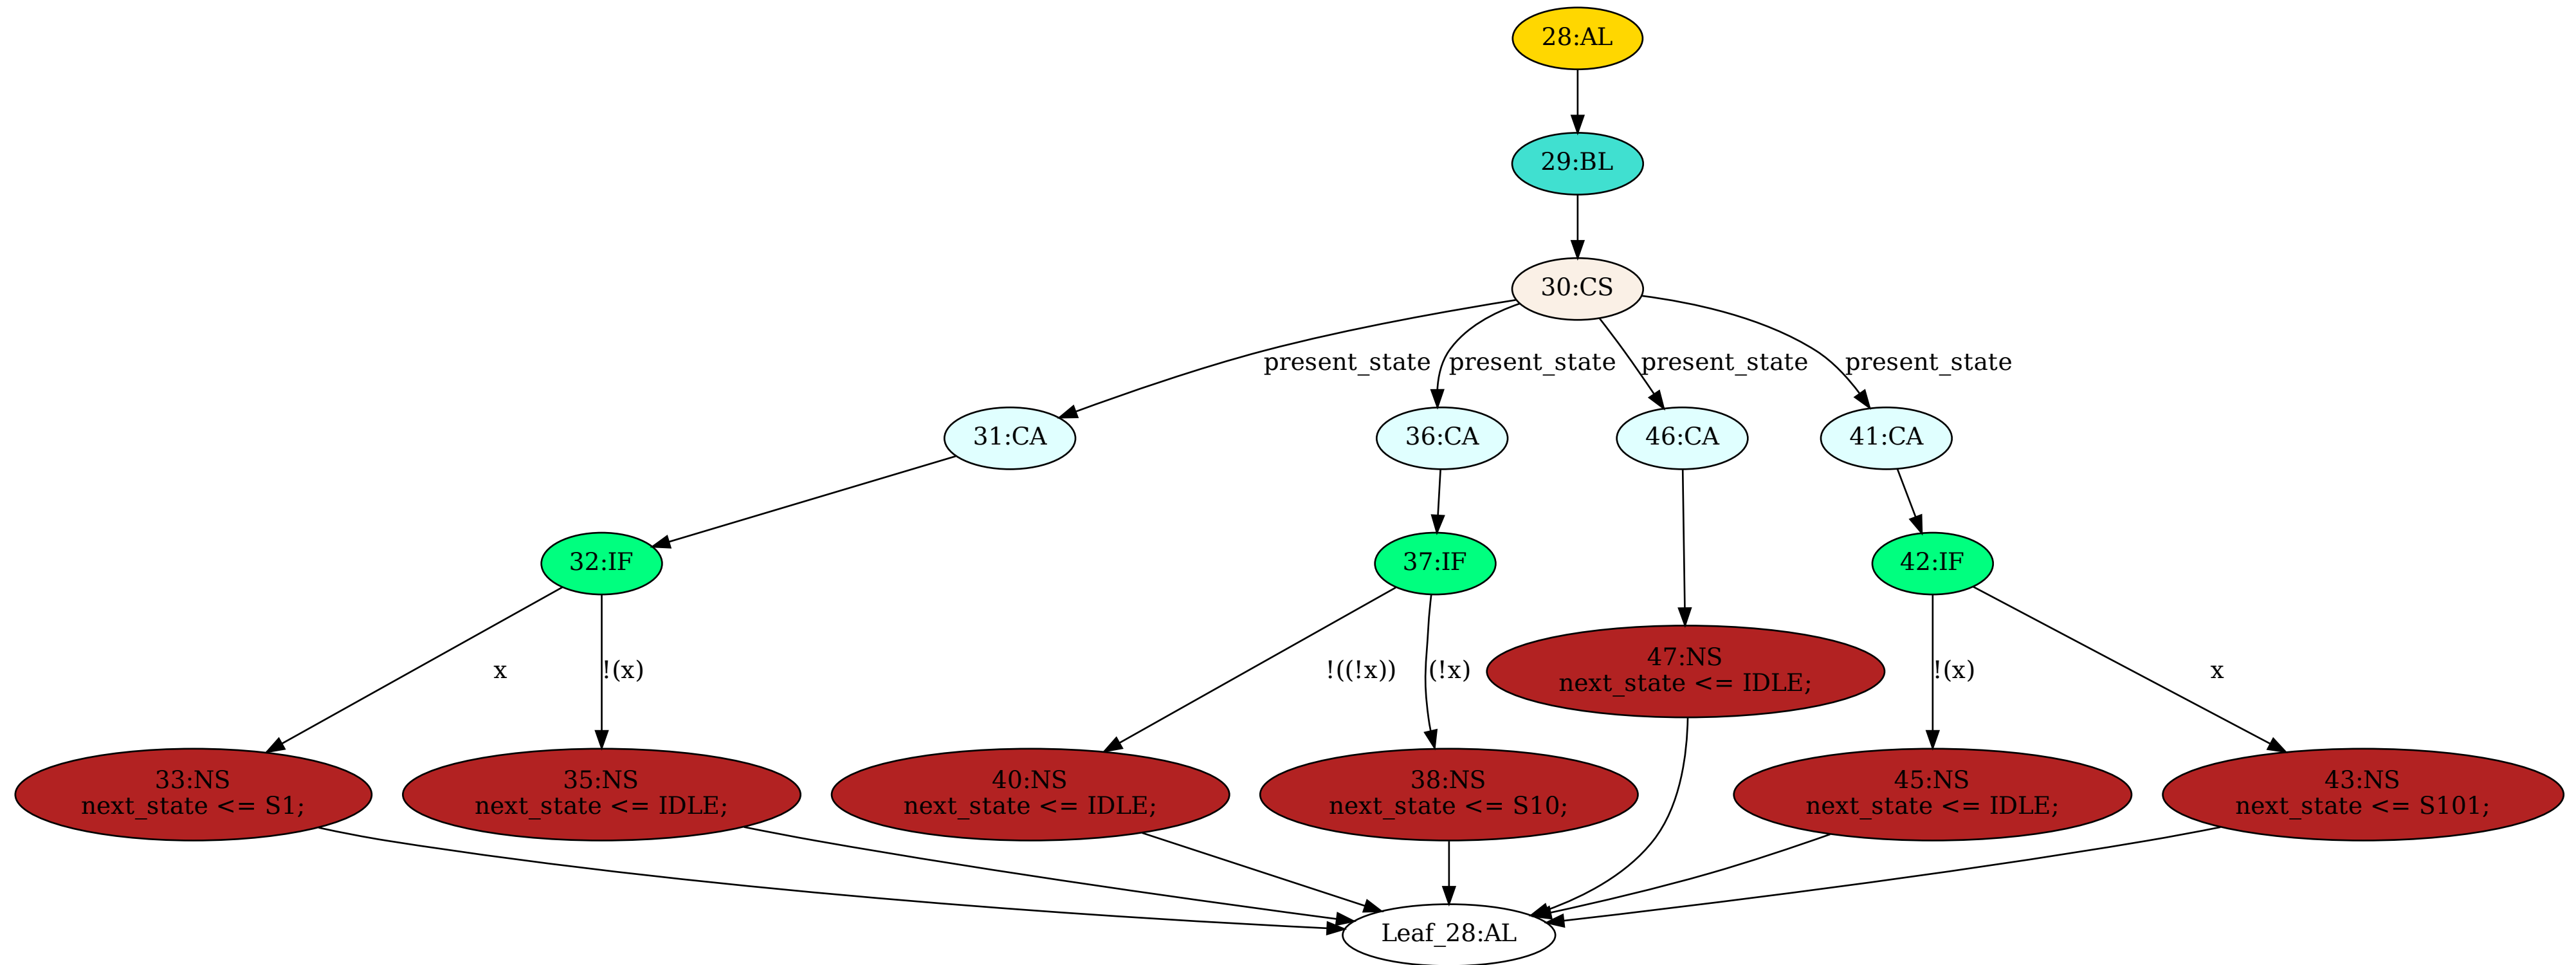 28:AL
29:BL
30:CS
present_state
present_state
present_state
present_state
31:CA
36:CA
46:CA
41:CA
32:IF
37:IF
42:IF
x
!(x)
!((!x))
(!x)
47:NS
next_state <= IDLE;
!(x)
x
33:NS
next_state <= S1;
35:NS
next_state <= IDLE;
40:NS
next_state <= IDLE;
38:NS
next_state <= S10;
45:NS
next_state <= IDLE;
43:NS
next_state <= S101;
Leaf_28:AL